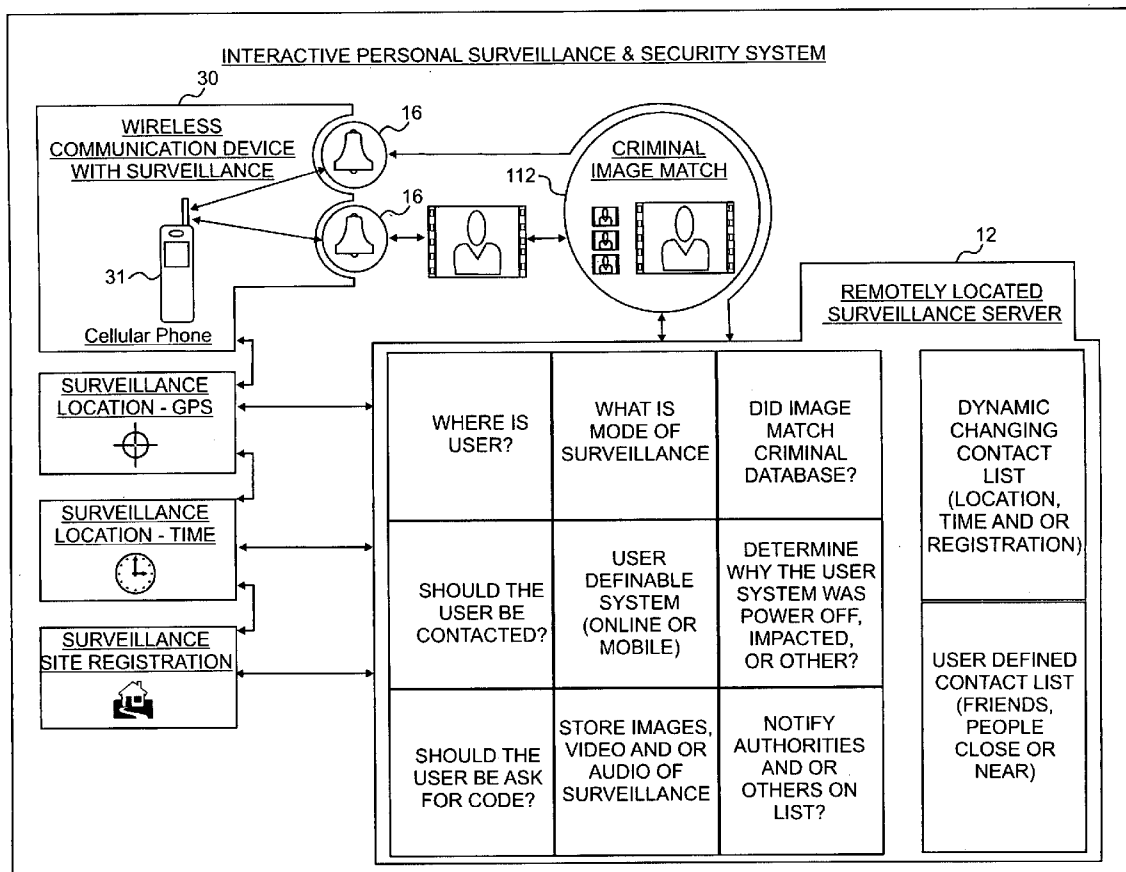 INTERACTIVE PERSONAL SURVEILLANCE & SECURITY SYSTEM
30
WIRELESS
COMMUNICATION DEVICE
WITH SURVEILLANCE
16
16
31
Cellular Phone
112
CRIMINAL
IMAGE MATCH
12
REMOTELY LOCATED
SURVEILLANCE SERVER
SURVEILLANCE
LOCATION - GPS
SURVEILLANCE
LOCATION - TIME
SURVEILLANCE
SITE REGISTRATION
WHERE IS
USER?
WHAT IS
MODE OF
SURVEILLANCE
DID IMAGE
MATCH
CRIMINAL
DATABASE?
SHOULD THE
USER BE
CONTACTED?
USER
DEFINABLE
SYSTEM
(ONLINE OR
MOBILE)
DETERMINE
WHY THE USER
SYSTEM WAS
POWER OFF,
IMPACTED,
OR OTHER?
SHOULD THE
USER BE ASK
FOR CODE?
STORE IMAGES,
VIDEO AND OR
AUDIO OF
SURVEILLANCE
NOTIFY
AUTHORITIES
AND OR
OTHERS ON
LIST?
DYNAMIC
CHANGING
CONTACT
LIST
(LOCATION,
TIME AND OR
REGISTRATION)
USER DEFINED
CONTACT LIST
(FRIENDS,
PEOPLE
CLOSE OR
NEAR)